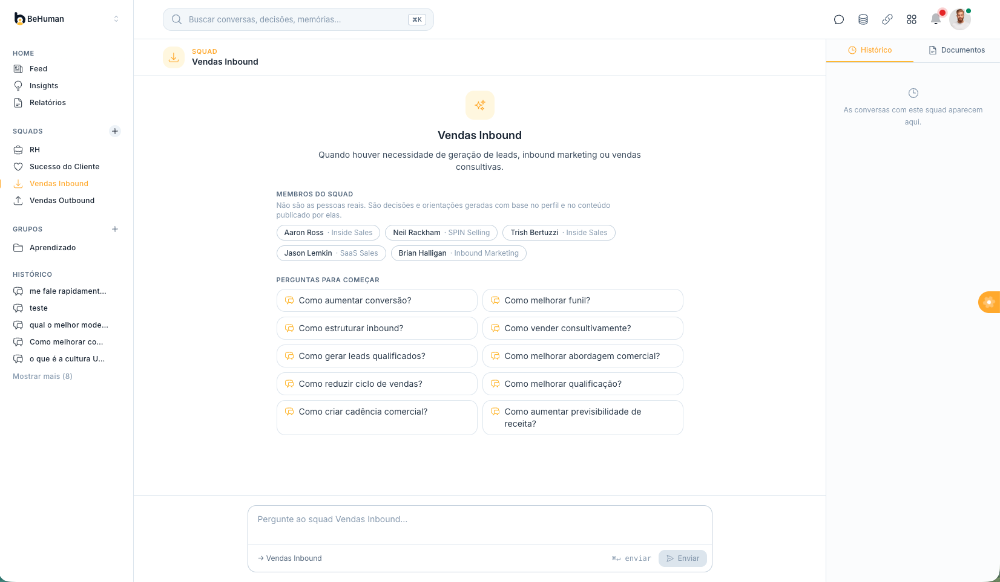 BeHuman
Buscar conversas, decisões, memórias...
⌘K
HOME
Feed
Insights
Relatórios
SQUADS
RH
Sucesso do Cliente
Vendas Inbound
Vendas Outbound
GRUPOS
Aprendizado
HISTÓRICO
me fale rapidament...
teste
qual o melhor mode...
Como melhorar co...
o que é a cultura U...
Mostrar mais (8)
SQUAD
Vendas Inbound
Vendas Inbound
Quando houver necessidade de geração de leads, inbound marketing ou vendas
consultivas.
MEMBROS DO SQUAD
Não são as pessoas reais. São decisões e orientações geradas com base no perfil e no conteúdo
publicado por elas.
Aaron Ross · Inside Sales
Neil Rackham · SPIN Selling
Trish Bertuzzi · Inside Sales
Jason Lemkin · SaaS Sales
Brian Halligan · Inbound Marketing
PERGUNTAS PARA COMEÇAR
Como aumentar conversão?
Como melhorar funil?
Como estruturar inbound?
Como vender consultivamente?
Como gerar leads qualificados?
Como melhorar abordagem comercial?
Como reduzir ciclo de vendas?
Como melhorar qualificação?
Como criar cadência comercial?
Como aumentar previsibilidade de
receita?
Pergunte ao squad Vendas Inbound...
→ Vendas Inbound
⌘↵ enviar
Enviar
Histórico
Documentos
As conversas com este squad aparecem
aqui.